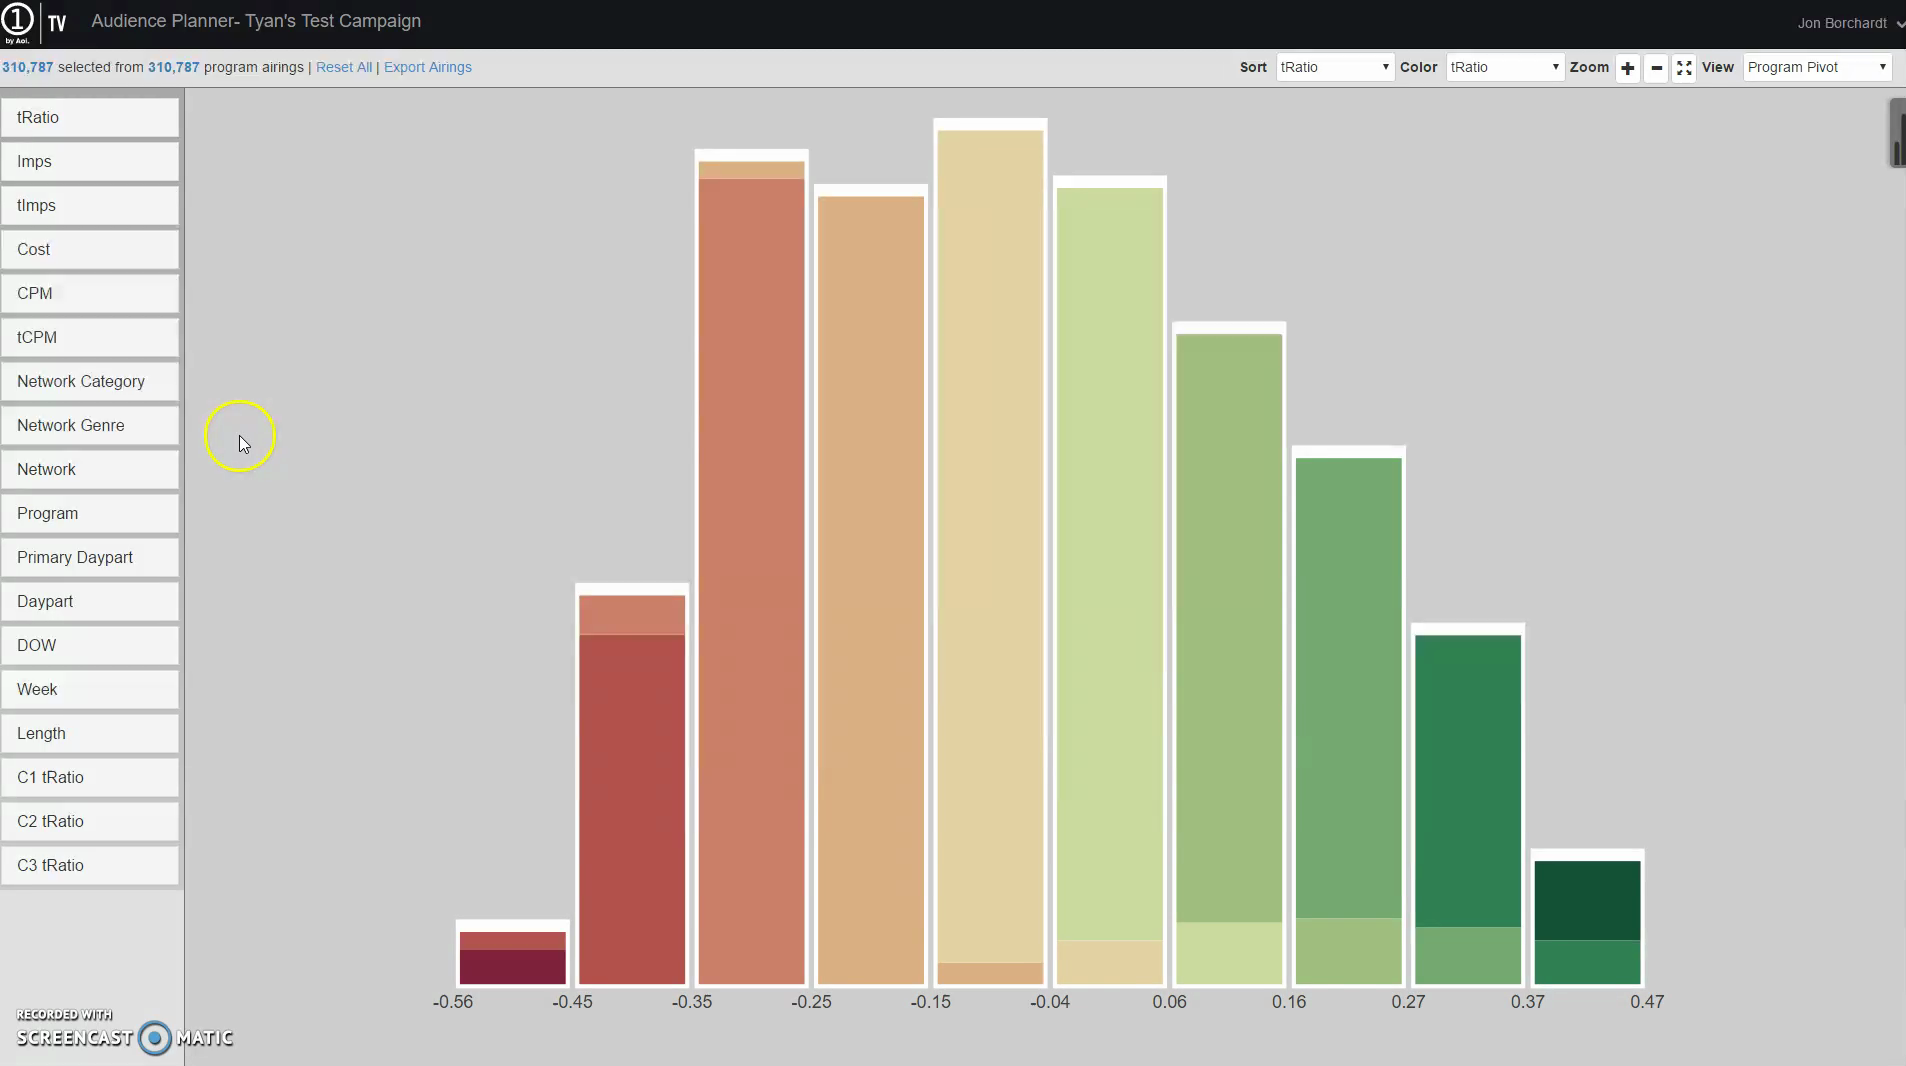 1 TV
by Aol.
Audience Planner- Tyan's Test Campaign
Jon Borchardt
310,787 selected from 310,787 program airings | Reset All | Export Airings
Sort tRatio Color tRatio Zoom + - View Program Pivot
tRatio
Imps
tImps
Cost
CPM
tCPM
Network Category
Network Genre
Network
Program
Primary Daypart
Daypart
DOW
Week
Length
C1 tRatio
C2 tRatio
C3 tRatio
-0.56 -0.45 -0.35 -0.25 -0.15 -0.04 0.06 0.16 0.27 0.37 0.47
RECORDED WITH
SCREENCAST MATIC